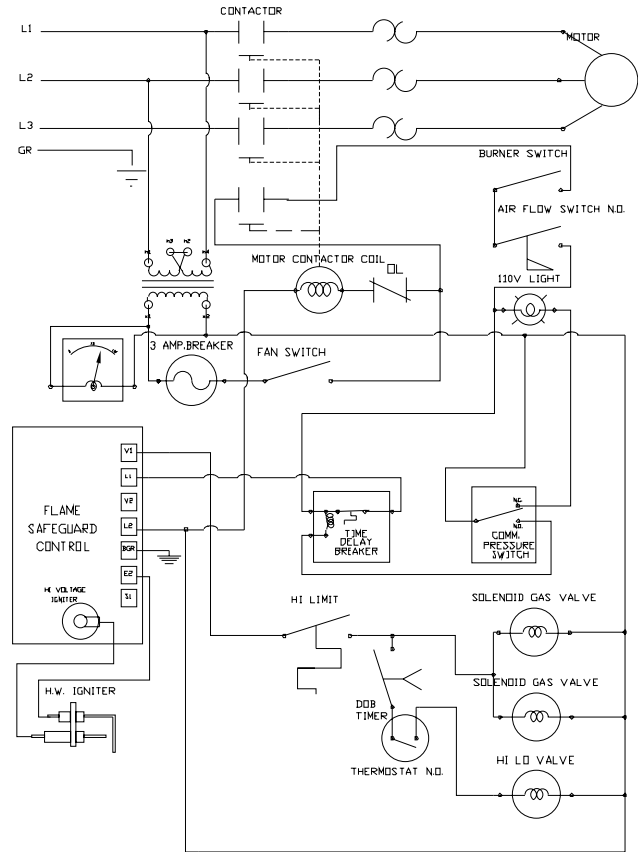 CONTACTOR
L1
MOTOR
L2
L3
GR
BURNER SWITCH
AIR FLOW SWITCH N.O.
MOTOR CONTACTOR COIL
OL
110V LIGHT
3 AMP.BREAKER
FAN SWITCH
V1
L1
V2
L2
BGR
E2
S1
FLAME
SAFEGUARD
CONTROL
HI VOLTAGE
IGNITER
H.W. IGNITER
TIME
DELAY
BREAKER
N.C.
N.O.
COMM.
PRESSURE
SWITCH
HI LIMIT
SOLENOID GAS VALVE
SOLENOID GAS VALVE
DOB
TIMER
THERMOSTAT N.O.
HI LO VALVE